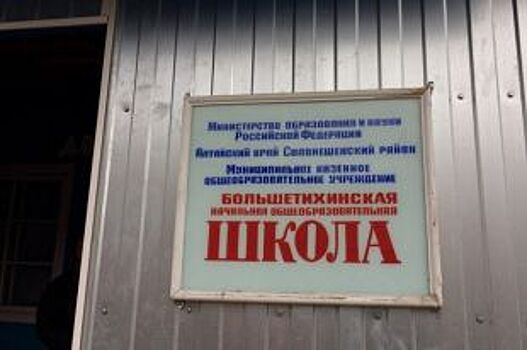 Министерство образования и науки
Российской Федерации
Алтайский край Солонешенский район
Муниципальное казенное
общеобразовательное учреждение
БОЛЬШЕТИХИНСКАЯ
НАЧАЛЬНАЯ ОБЩЕОБРАЗОВАТЕЛЬНАЯ
ШКОЛА